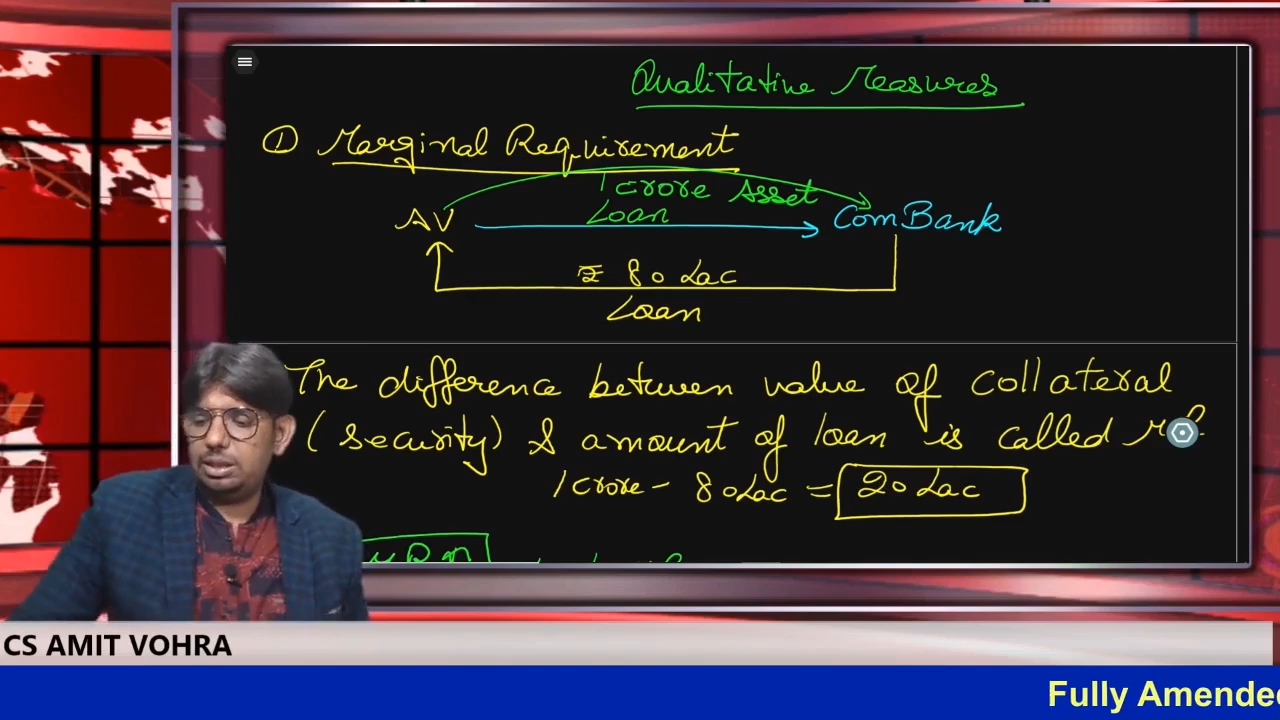 Qualitative Measures
① Marginal Requirement
1 crore Asset
AV Loan Com Bank
₹ 80 Lac
Loan
The difference between value of collateral
(security) & amount of loan is called
1 crore - 80 Lac = 20 Lac
CS AMIT VOHRA
Fully Amended